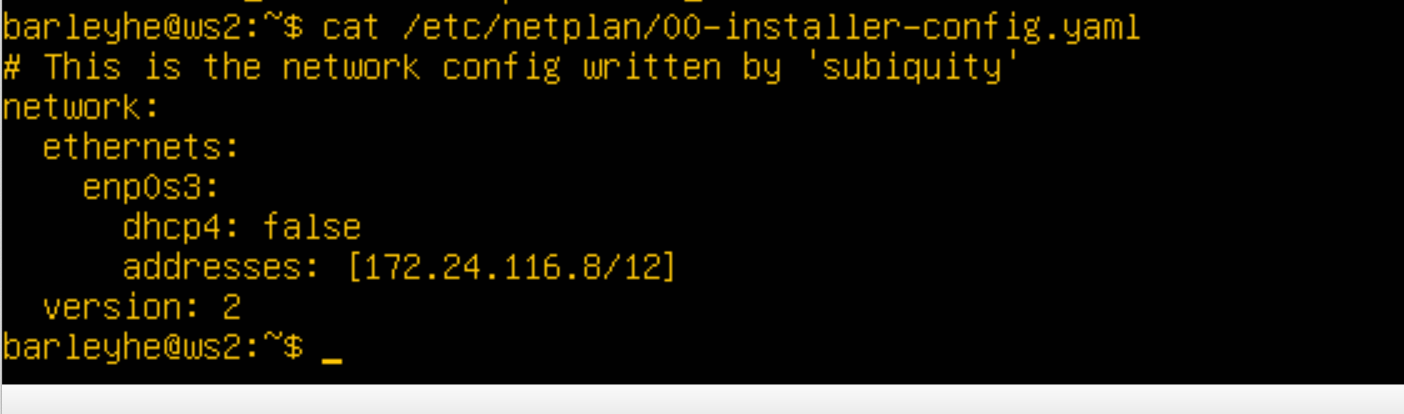 barleyhe@ws2:~$ cat /etc/netplan/00-installer-config.yaml
# This is the network config written by 'subiquity'
network:
  ethernets:
    enp0s3:
      dhcp4: false
      addresses: [172.24.116.8/12]
  version: 2
barleyhe@ws2:~$ _